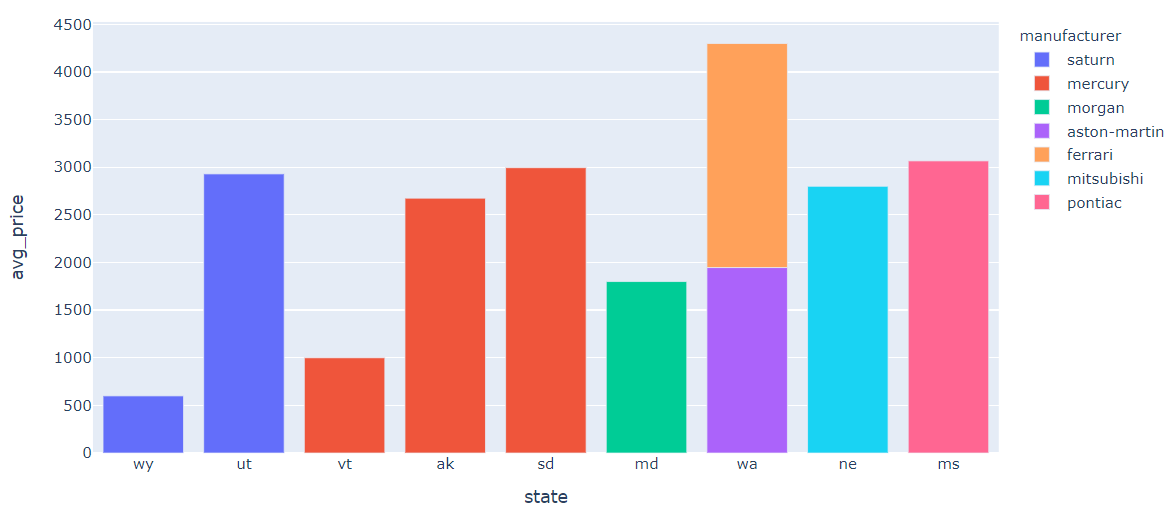 4500
4000
3500
3000
2500
2000
1500
1000
500
0
avg_price
wy ut vt ak sd md wa ne ms
state
manufacturer
saturn
mercury
morgan
aston-martin
ferrari
mitsubishi
pontiac